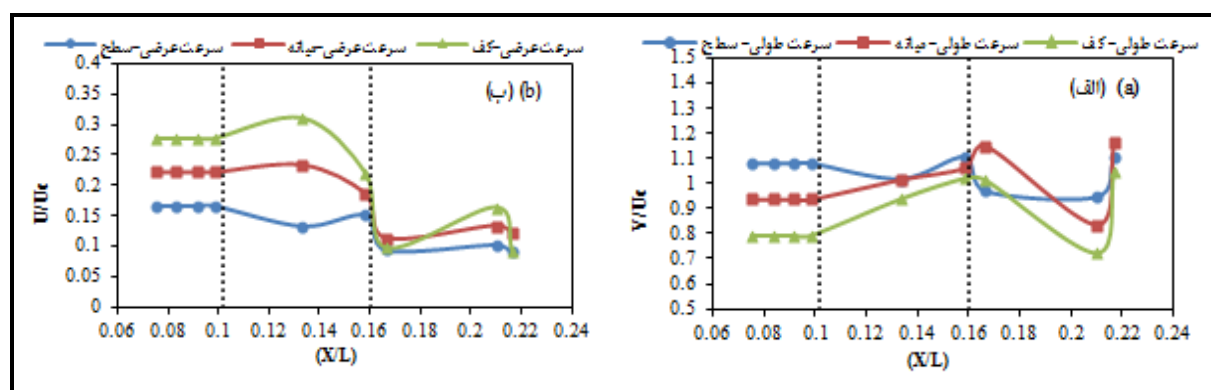 سرعت عرضی-سطح سرعت عرضی-میانه سرعت عرضی-کف
(ب) (b)
0.4
0.35
0.3
0.25
0.2
0.15
0.1
0.05
0
U/Uc
0.06 0.08 0.1 0.12 0.14 0.16 0.18 0.2 0.22 0.24
(X/L)
سرعت طولی- سطح سرعت طولی- میانه سرعت طولی- کف
(الف) (a)
1.5
1.4
1.3
1.2
1.1
1
0.9
0.8
0.7
0.6
0.5
V/Uc
0.06 0.08 0.1 0.12 0.14 0.16 0.18 0.2 0.22 0.24
(X/L)